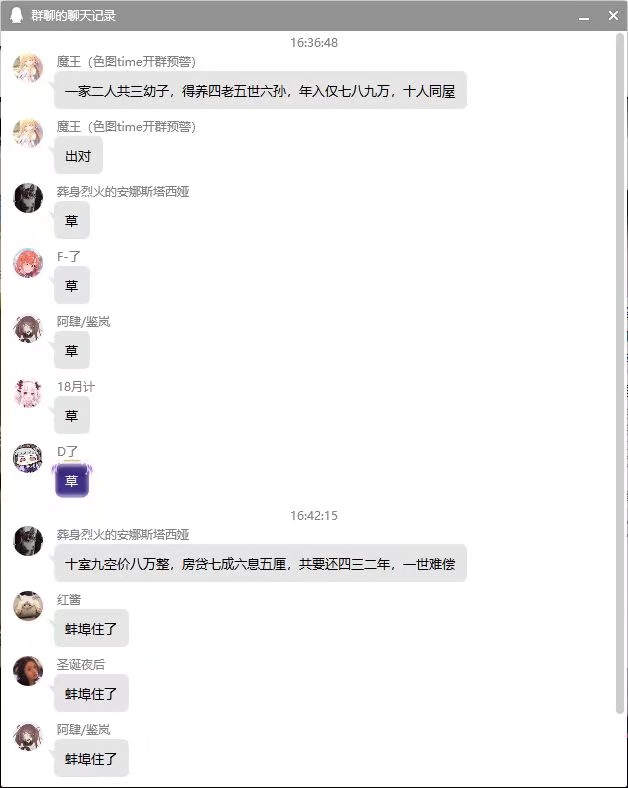 群聊的聊天记录
16:36:48
魔王（色图time开群预警）
一家二人共三幼子，得养四老五世六孙，年入仅七八九万，十人同屋
魔王（色图time开群预警）
出对
葬身烈火的安娜斯塔西娅
草
F-了
草
阿肆/鉴岚
草
18月计
草
D了
草
16:42:15
葬身烈火的安娜斯塔西娅
十室九空价八万整，房贷七成六息五厘，共要还四三二年，一世难偿
红酱
蚌埠住了
圣诞夜后
蚌埠住了
阿肆/鉴岚
蚌埠住了